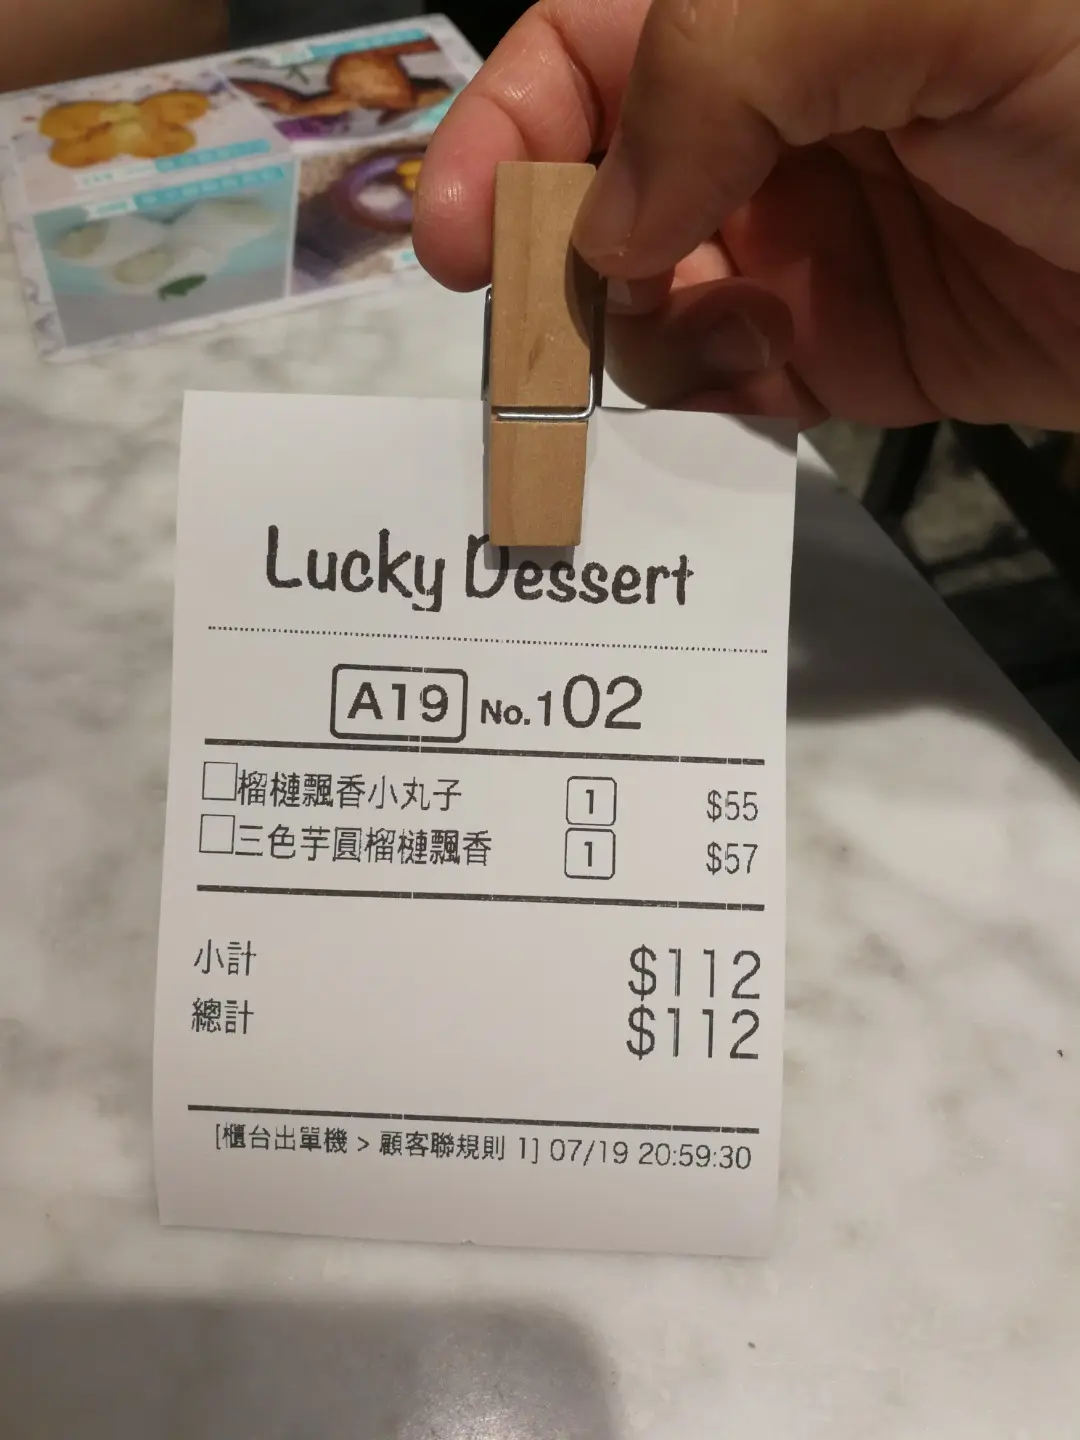 Lucky Dessert
A19 No.102
榴槤飄香小丸子 1 $55
三色芋圓榴槤飄香 1 $57
小計 $112
總計 $112
[櫃台出單機 > 顧客聯規則 1] 07/19 20:59:30